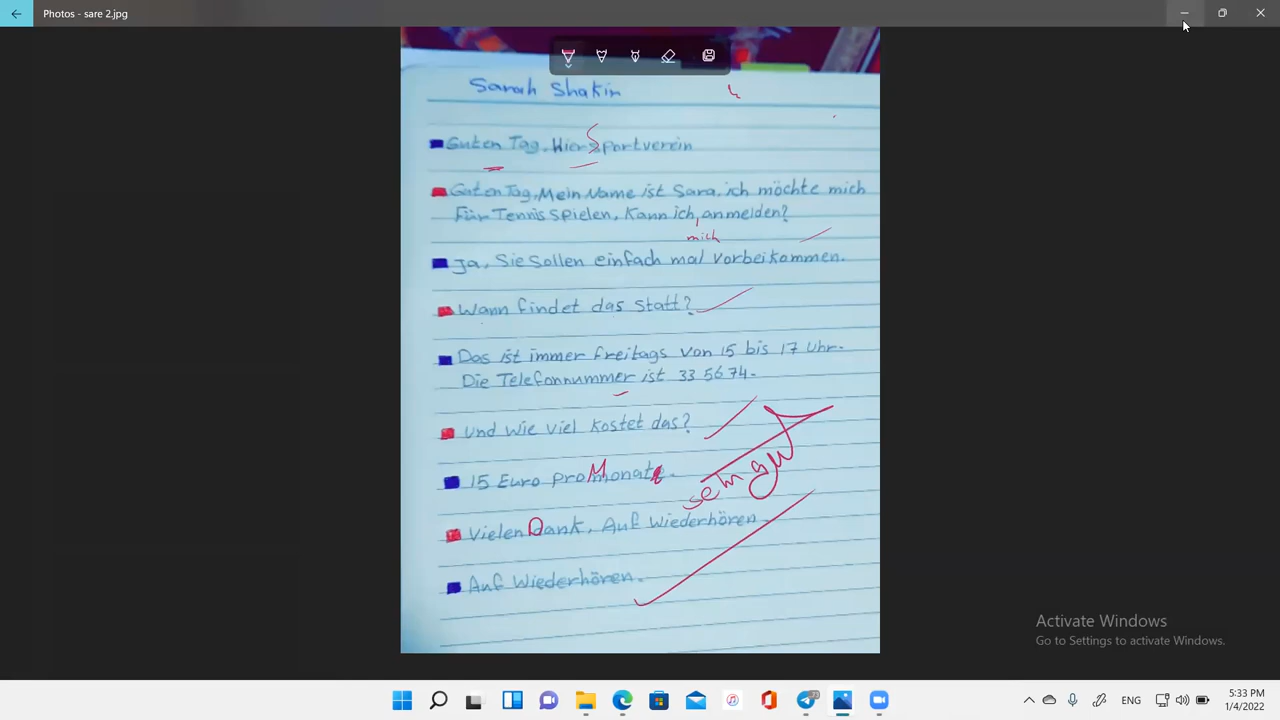 Photos - sare 2.jpg
Sarah Shakir
Guten Tag. Hier Sportverein
Guten Tag, Mein Name ist Sara, ich möchte mich
für Tennis spielen, Kann ich, anmelden?
mich
Ja, Sie Sollen einfach mal vorbeikommen.
Wann findet das statt?
Das ist immer freitags von 15 bis 17 Uhr.
Die Telefonnummer ist 33 56 74.
Und wie viel kostet das?
15 Euro pro Monat.
sehr gut
Vielen Dank, Auf Wiederhören
Auf Wiederhören.
Activate Windows
Go to Settings to activate Windows.
ENG
5:33 PM
1/4/2022